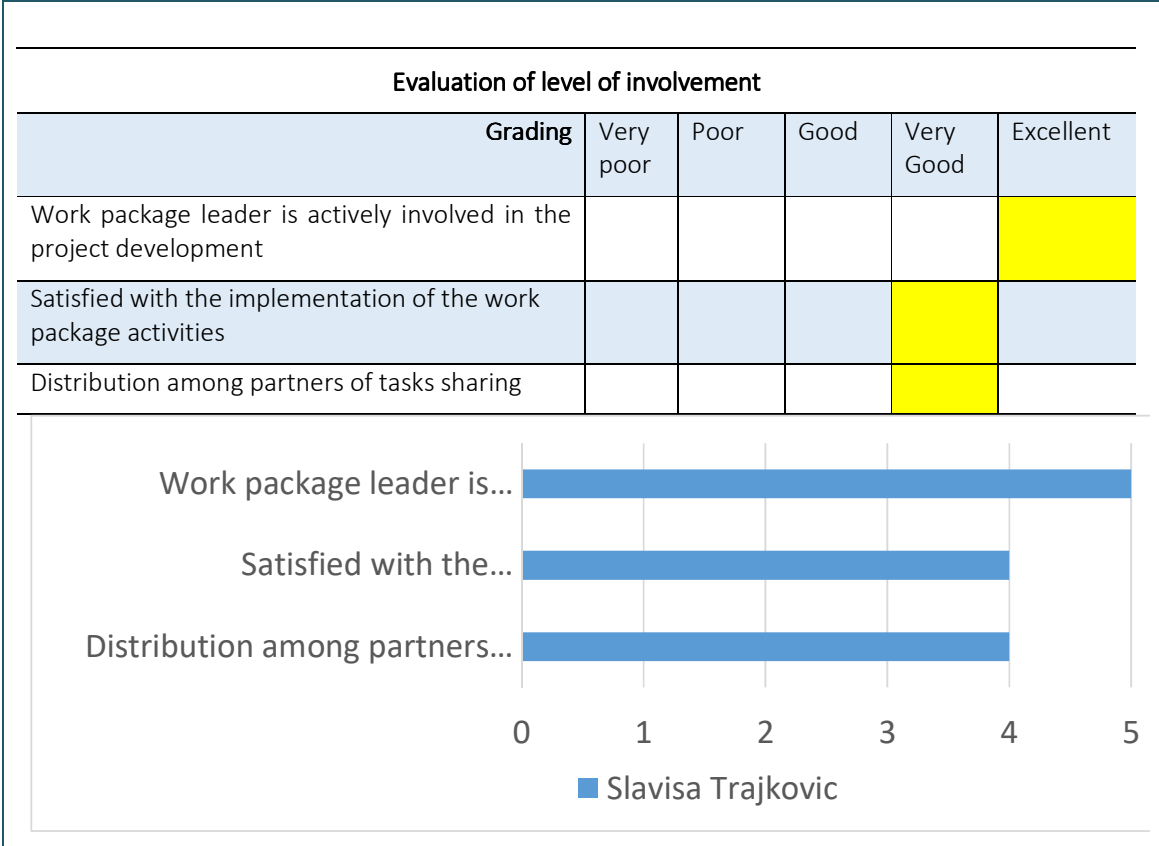 Evaluation of level of involvement
Grading
Very poor
Poor
Good
Very Good
Excellent
Work package leader is actively involved in the
project development
Satisfied with the implementation of the work
package activities
Distribution among partners of tasks sharing
Work package leader is...
Satisfied with the...
Distribution among partners...
0 1 2 3 4 5
Slavisa Trajkovic